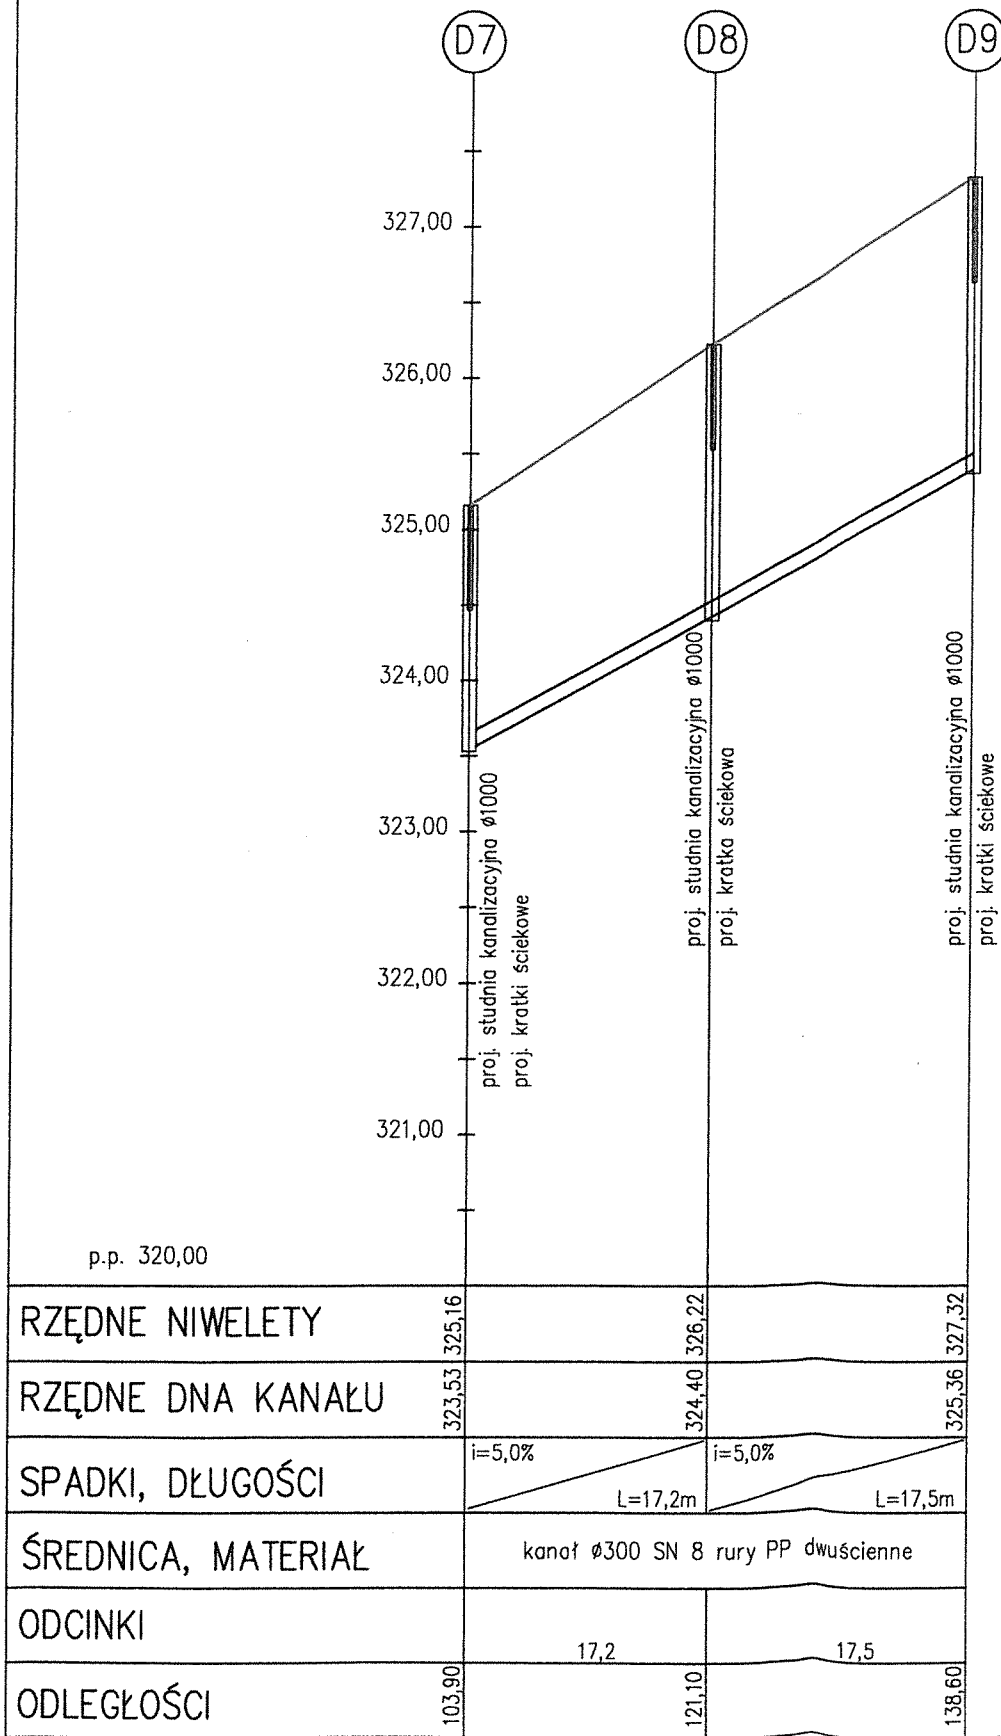 D7
D8
D9
327,00
326,00
325,00
324,00
323,00
322,00
321,00
proj. studnia kanalizacyjna ø1000
proj. kratki ściekowe
proj. studnia kanalizacyjna ø1000
proj. kratka ściekowa
proj. studnia kanalizacyjna ø1000
proj. kratki ściekowe
p.p. 320,00
RZĘDNE NIWELETY
325,16
326,22
327,32
RZĘDNE DNA KANAŁU
323,53
324,40
325,36
SPADKI, DŁUGOŚCI
i=5,0%
L=17,2m
i=5,0%
L=17,5m
ŚREDNICA, MATERIAŁ
kanał ø300 SN 8 rury PP dwuścienne
ODCINKI
17,2
17,5
ODLEGŁOŚCI
103,90
121,10
138,60